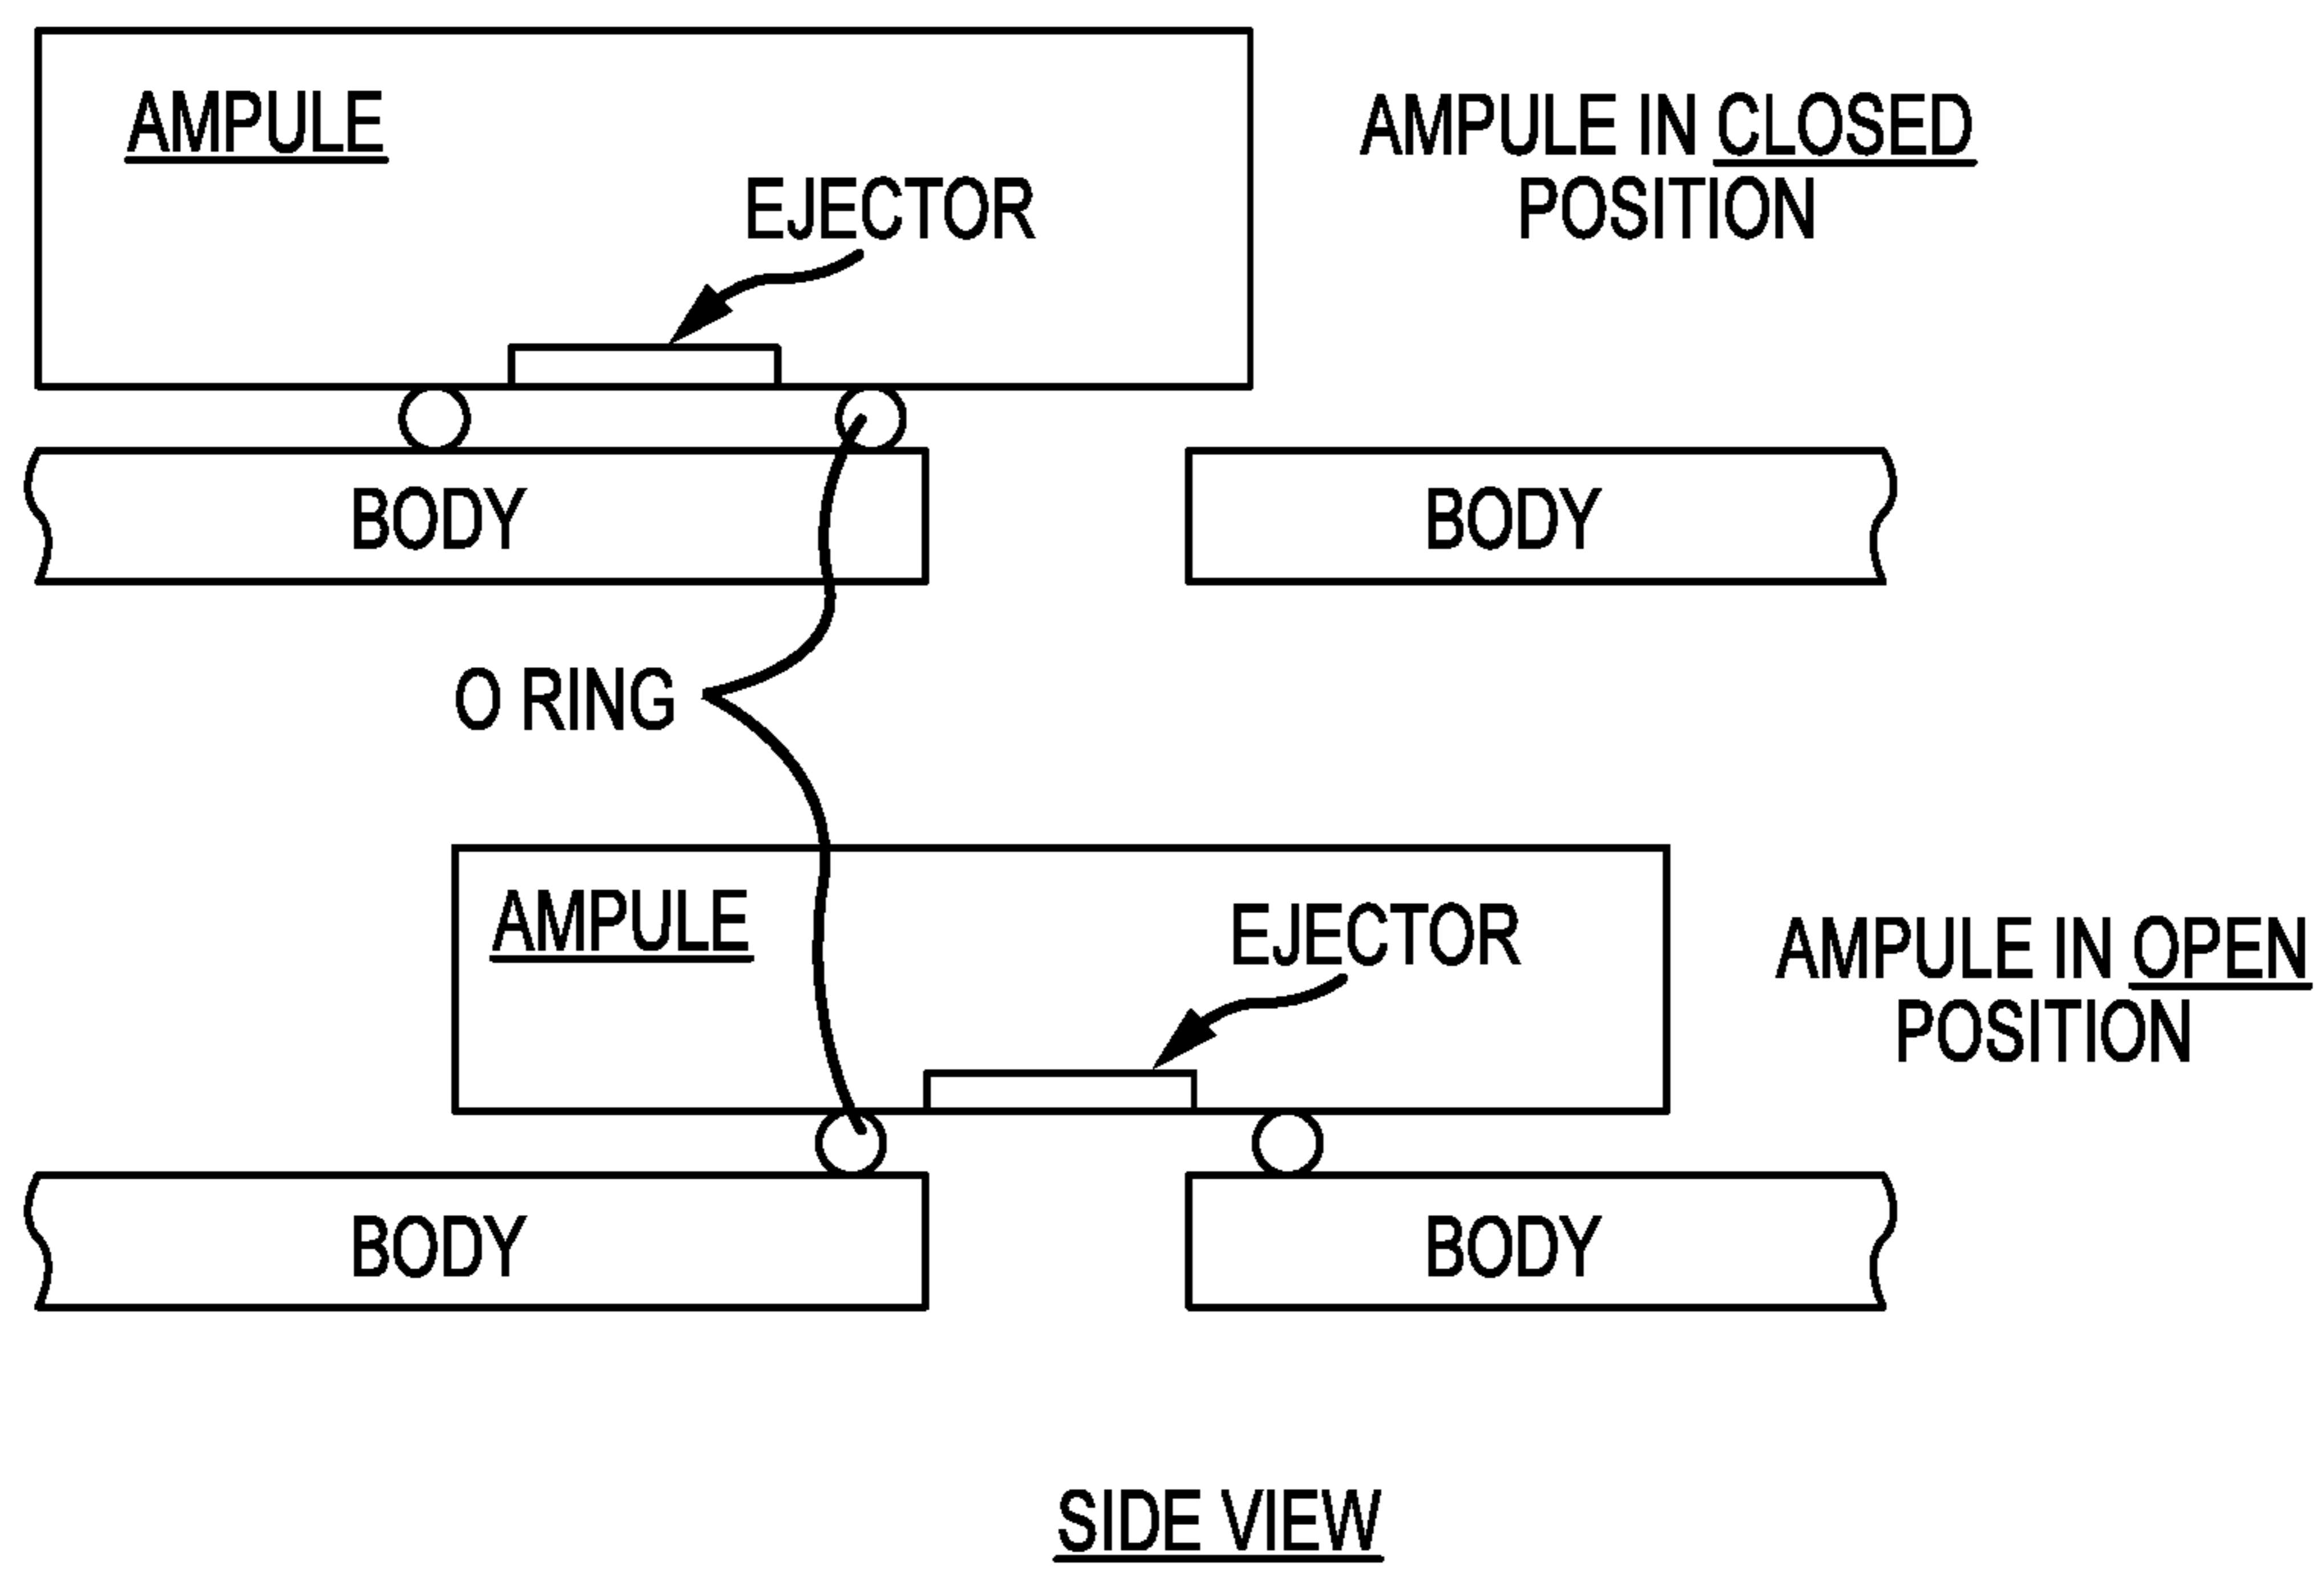 AMPULE
EJECTOR
AMPULE IN CLOSED
POSITION
BODY
BODY
O RING
AMPULE
EJECTOR
AMPULE IN OPEN
POSITION
BODY
BODY
SIDE VIEW